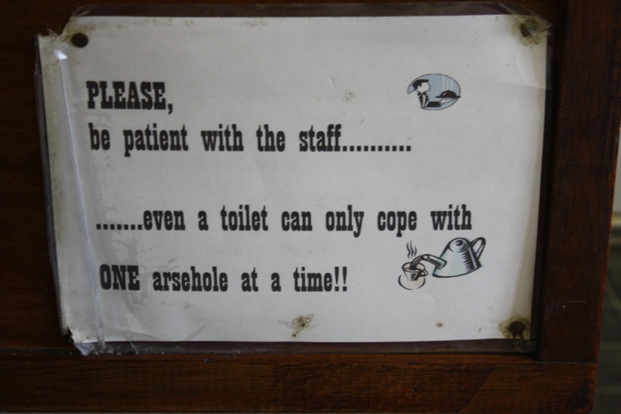 PLEASE,
be patient with the staff..........
.......even a toilet can only cope with
ONE arsehole at a time!!